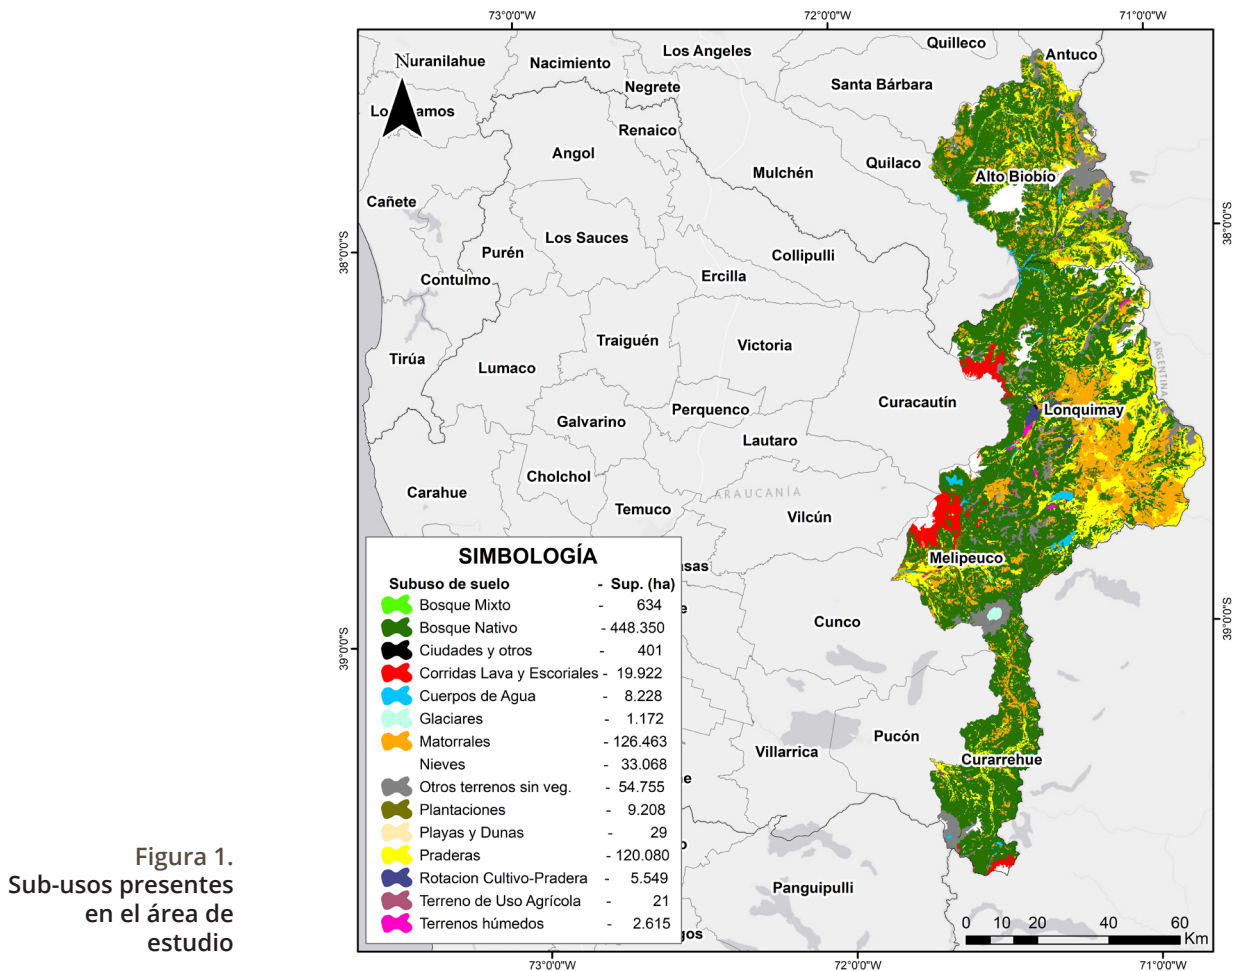 73°0'0"W
72°0'0"W
71°0'0"W
Quilleco
Antuco
Los Angeles
Nuranilahue
Nacimiento
Santa Bárbara
Negrete
Renaico
Angol
Quilaco
Mulchén
Alto Biobío
Cañete
38°0'0"S
38°0'0"S
Los Sauces
Purén
Collipulli
Contulmo
Ercilla
Traiguén
Victoria
Tirúa
Lumaco
ARGENTINA
Curacautín
Perquenco
Lonquimay
Galvarino
Lautaro
Cholchol
Carahue
ARAUCANÍA
Temuco
Vilcún
Melipeuco
sas
e
Cunco
39°0'0"S
39°0'0"S
Pucón
Villarrica
Curarrehue
e
o
Panguipulli
gos
SIMBOLOGÍA
Subuso de suelo - Sup. (ha)
Bosque Mixto - 634
Bosque Nativo - 448.350
Ciudades y otros - 401
Corridas Lava y Escoriales - 19.922
Cuerpos de Agua - 8.228
Glaciares - 1.172
Matorrales - 126.463
Nieves - 33.068
Otros terrenos sin veg. - 54.755
Plantaciones - 9.208
Playas y Dunas - 29
Praderas - 120.080
Rotacion Cultivo-Pradera - 5.549
Terreno de Uso Agrícola - 21
Terrenos húmedos - 2.615
0 10 20 40 60
Km
73°0'0"W
72°0'0"W
71°0'0"W
Figura 1.
Sub-usos presentes
en el área de
estudio